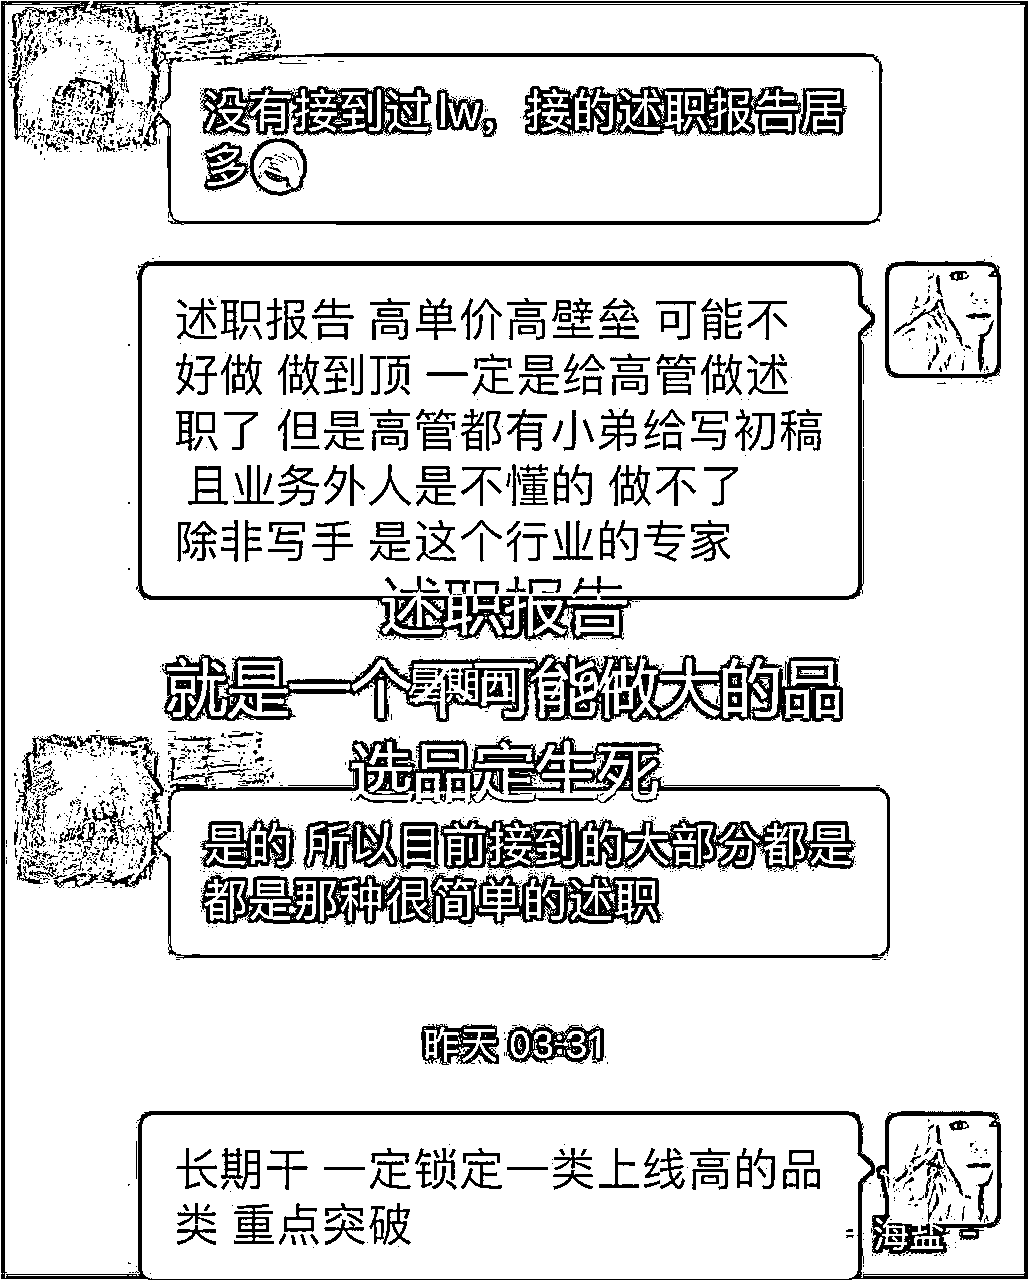 没有接到过lw，接的述职报告居
多
述职报告 高单价高壁垒 可能不
好做 做到顶 一定是给高管做述
职了 但是高管都有小弟给写初稿
且业务外人是不懂的 做不了
除非写手 是这个行业的专家
述职报告
就是一个不可能做大的品
选品定生死
是的 所以目前接到的大部分都是
都是那种很简单的述职
昨天 03:31
长期干 一定锁定一类上线高的品
类 重点突破
海盐